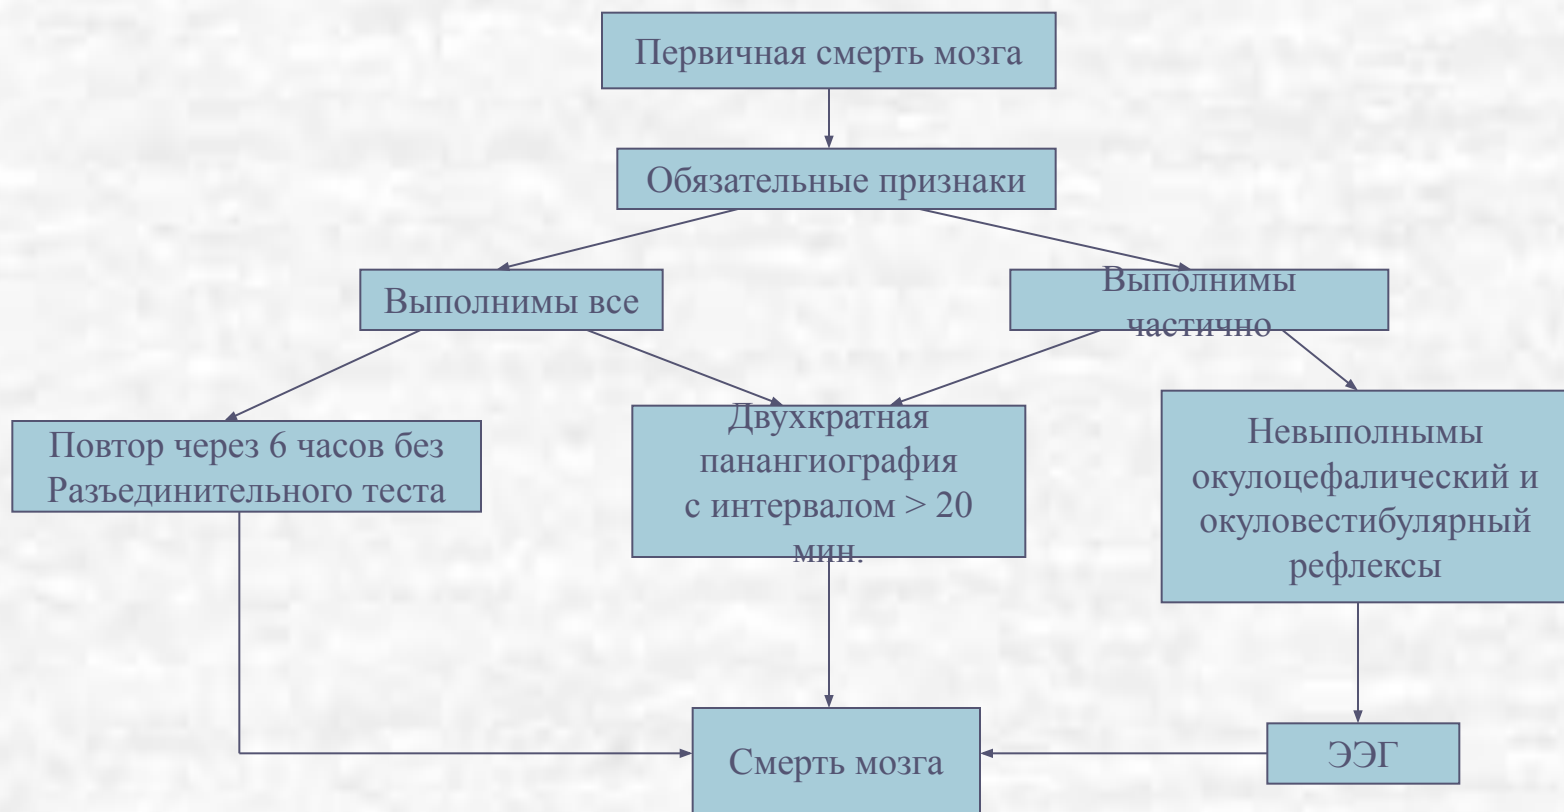 Первичная смерть мозга
Обязательные признаки
Выполнимы все
Выполнимы
частично
Повтор через 6 часов без
Разъединительного теста
Двухкратная
панангиография
с интервалом > 20
мин.
Невыполнымы
окулоцефалический и
окуловестибулярный
рефлексы
Смерть мозга
ЭЭГ